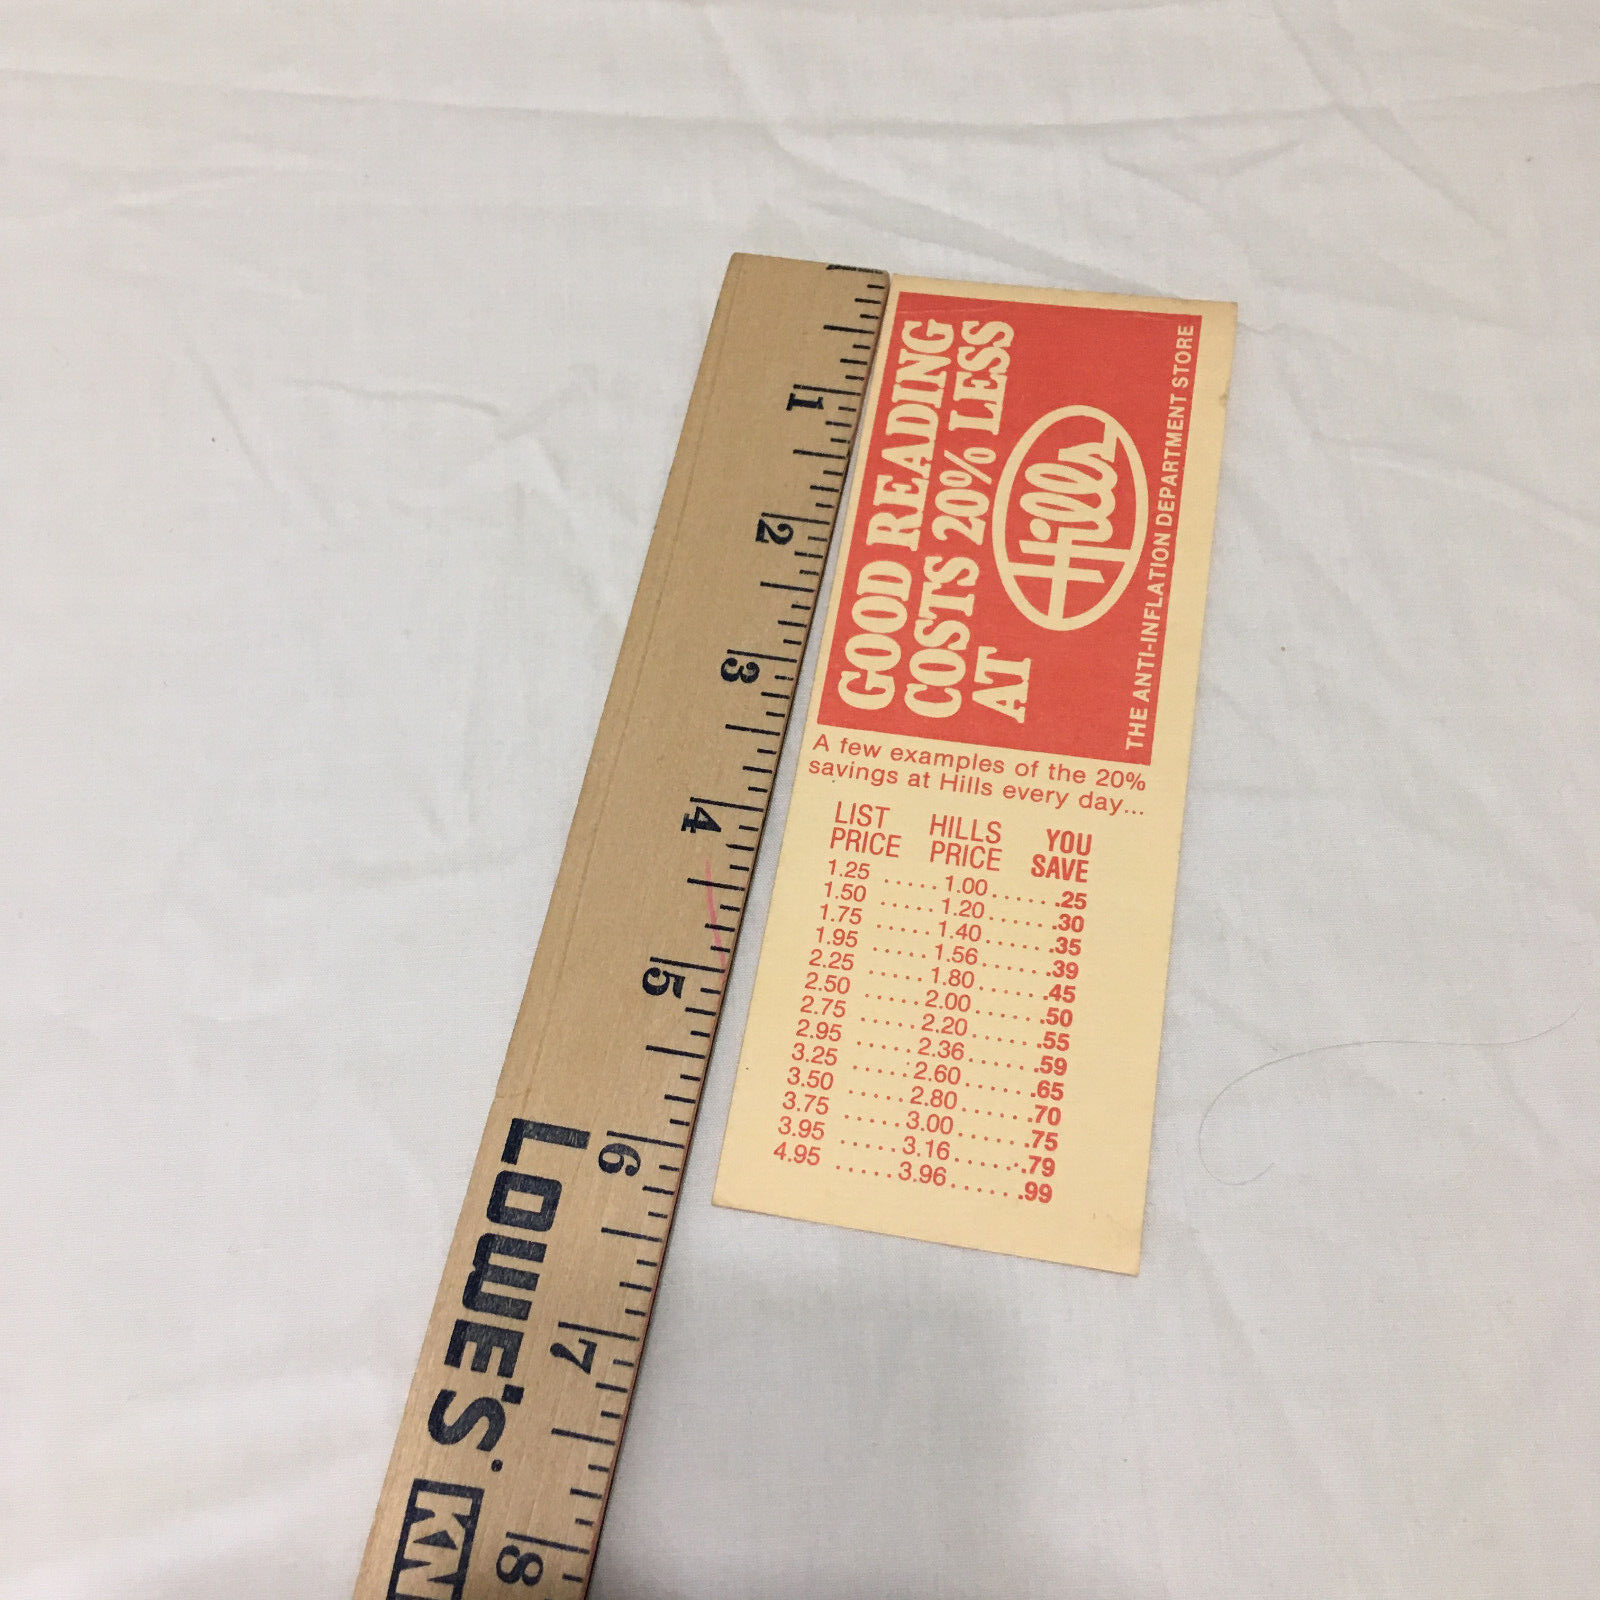 GOOD READING
COSTS 20% LESS
AT Hills
THE ANTI-INFLATION DEPARTMENT STORE
A few examples of the 20%
savings at Hills every day...
LIST PRICE HILLS PRICE YOU SAVE
1.25 .....1.00.......25
1.50 .....1.20.......30
1.75 .....1.40.......35
1.95 .....1.56.......39
2.25 .....1.80.......45
2.50 .....2.00.......50
2.75 .....2.20.......55
2.95 .....2.36.......59
3.25 .....2.60.......65
3.50 .....2.80.......70
3.75 .....3.00.......75
3.95 .....3.16.......79
4.95 .....3.96.......99
1
2
3
4
5
6
7
8
LOWE'S